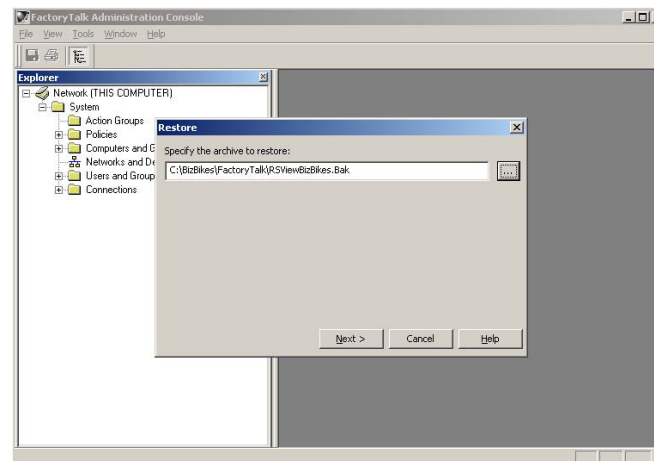 FactoryTalk Administration Console
File View Tools Window Help
Explorer
Network (THIS COMPUTER)
System
Action Groups
Policies
Computers and G
Networks and De
Users and Group
Connections
Restore
Specify the archive to restore:
C:\BizBikes\FactoryTalk\RSViewBizBikes.Bak
...
Next > Cancel Help